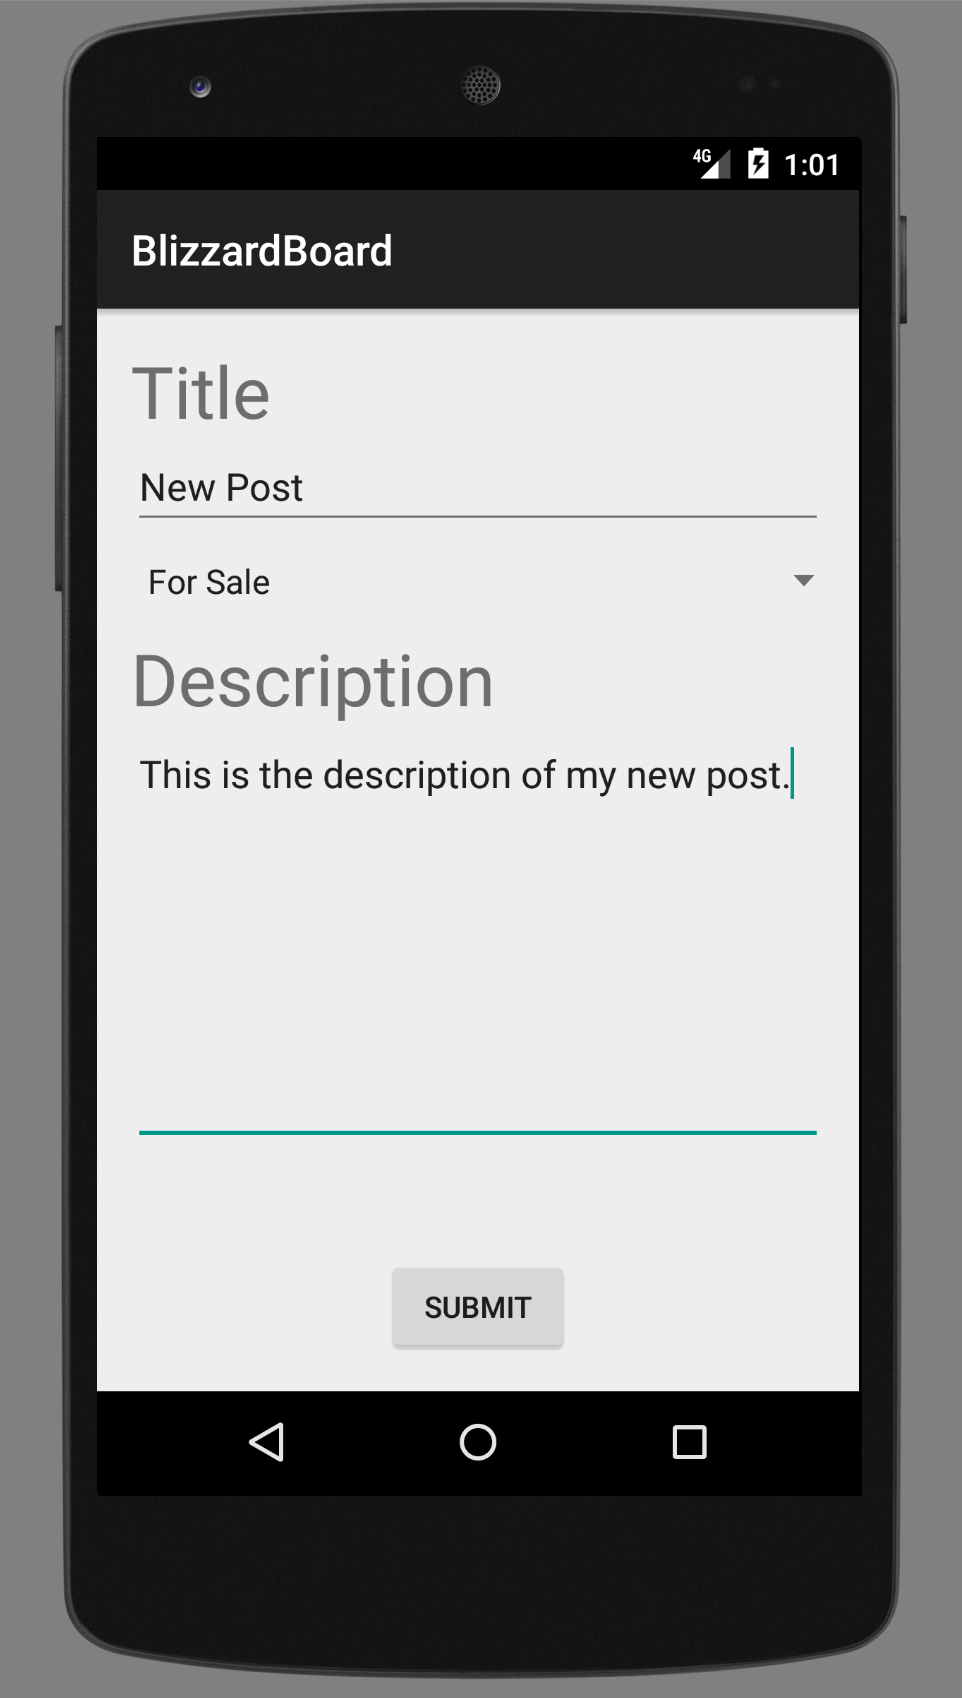 4G 1:01
BlizzardBoard
Title
New Post
For Sale
Description
This is the description of my new post.
SUBMIT